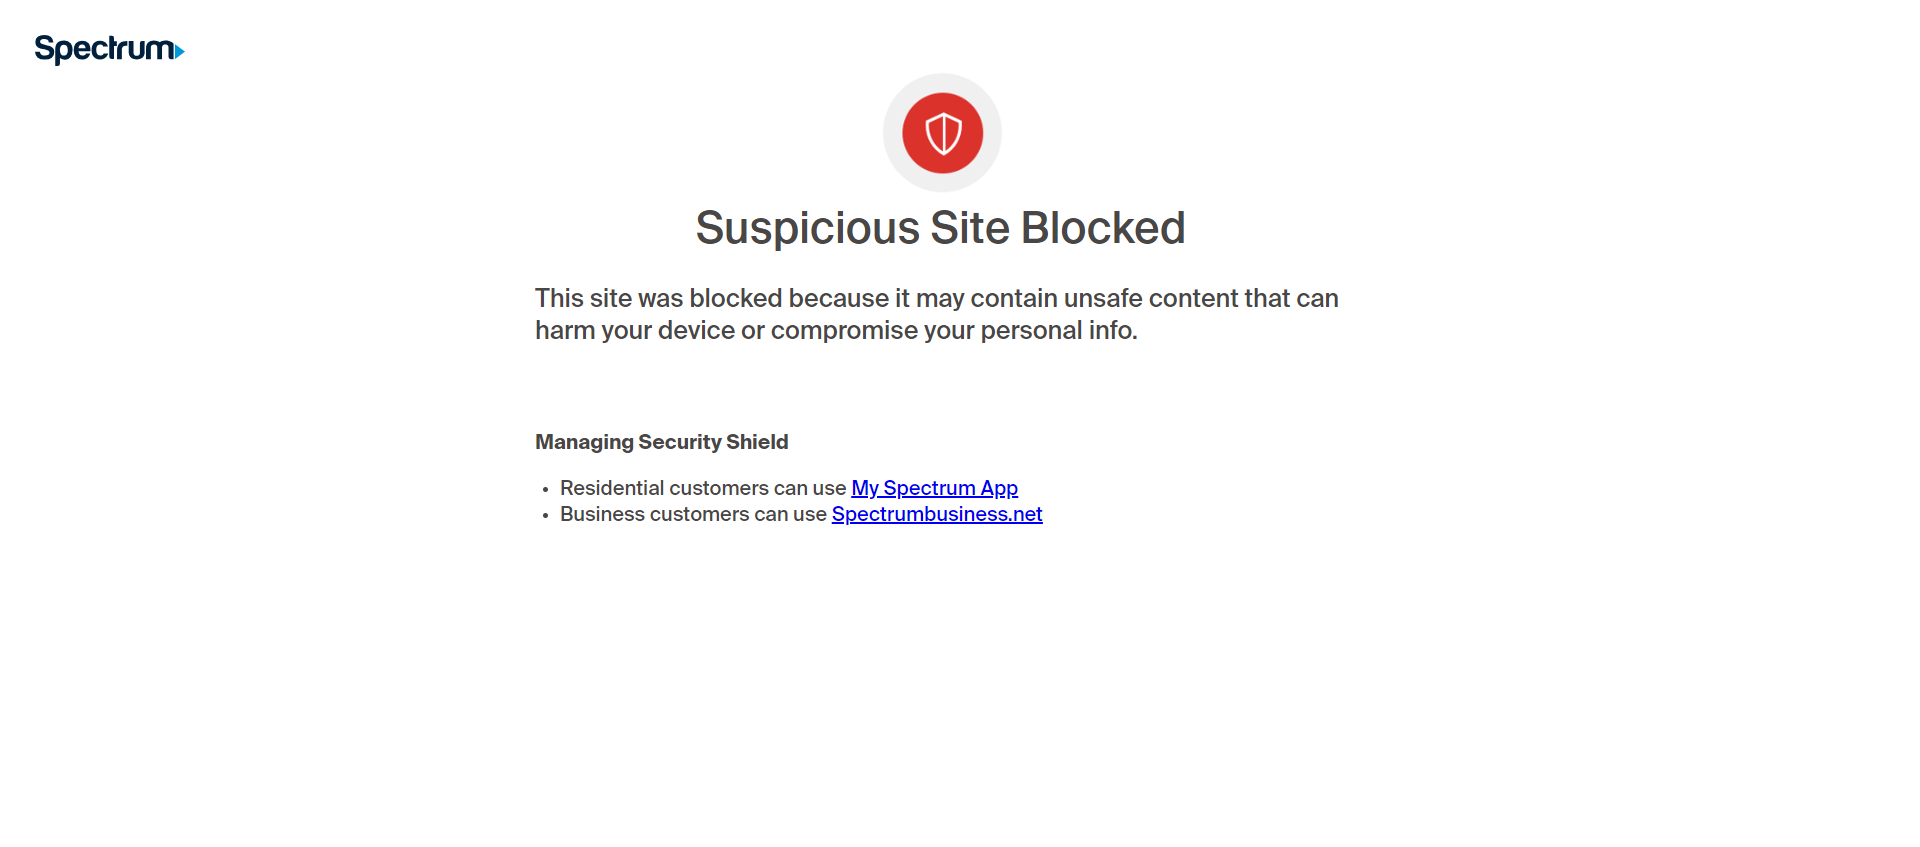 Spectrum
Suspicious Site Blocked
This site was blocked because it may contain unsafe content that can
harm your device or compromise your personal info.
Managing Security Shield
• Residential customers can use My Spectrum App
• Business customers can use Spectrumbusiness.net